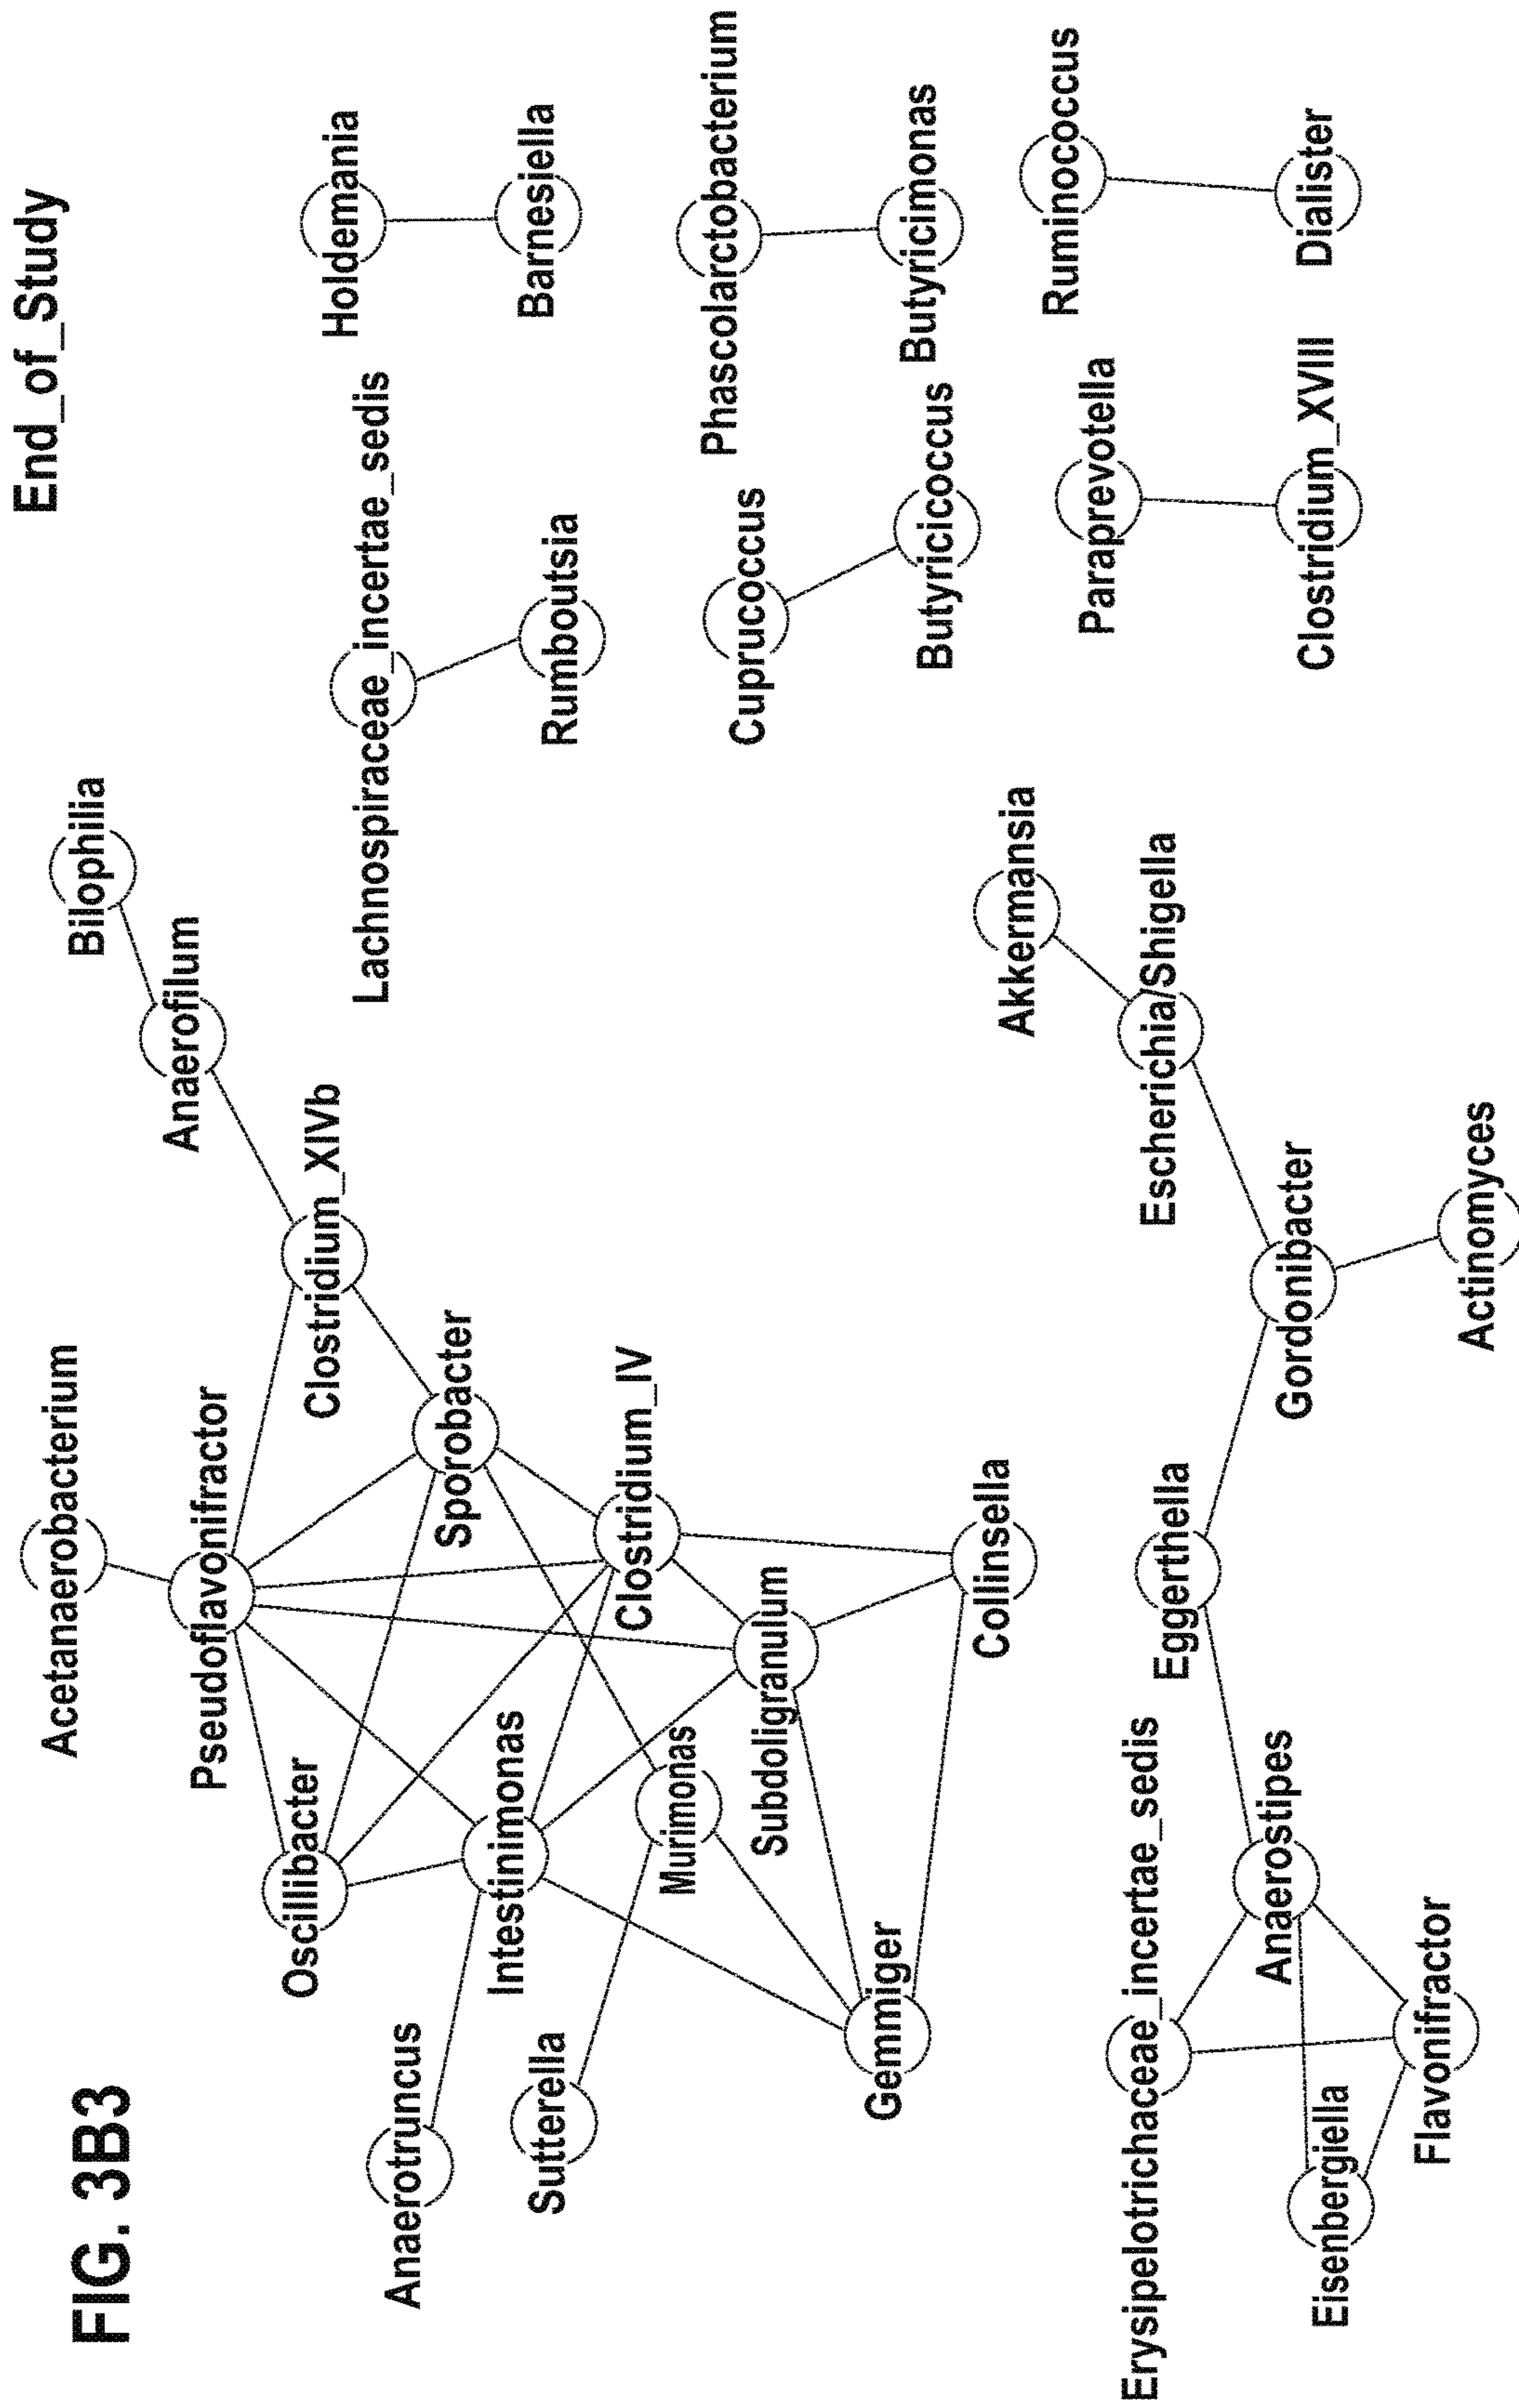 FIG. 3B3
End_of_Study
Acetanaerobacterium
Bilophilia
Pseudoflavonifractor
Anaerofilum
Oscillibacter
Clostridium_XIVb
Holdemania
Anaerotruncus
Lachnospiraceae_incertae_sedis
Sporobacter
Intestinimonas
Barnesiella
Sutterella
Rumboutsia
Clostridium_IV
Murimonas
Phascolarctobacterium
Cuprucoccus
Subdoligranulum
Gemmiger
Butyricimonas
Butyricicoccus
Collinsella
Akkermansia
Ruminococcus
Paraprevotella
Erysipelotrichaceae_incertae_sedis
Eggerthella
Escherichia/Shigella
Anaerostipes
Gordonibacter
Eisenbergiella
Clostridium_XVIII
Dialister
Flavonifractor
Actinomyces